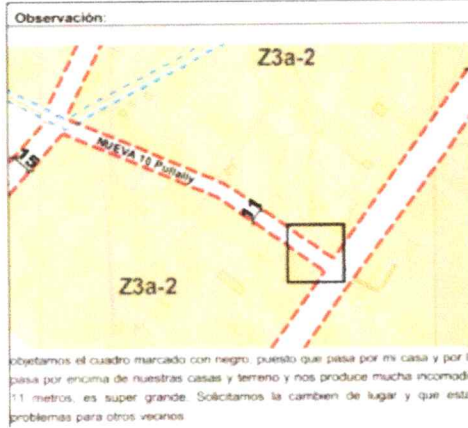 Observación:
Z3a-2
NUEVA 10 Pullally
15
11
Z3a-2
objetamos el cuadro marcado con negro, puesto que pasa por mi casa y por l
pasa por encima de nuestras casas y terreno y nos produce mucha incomodi
11 metros, es super grande. Solicitamos la cambien de lugar y que esta
problemas para otros vecinos.